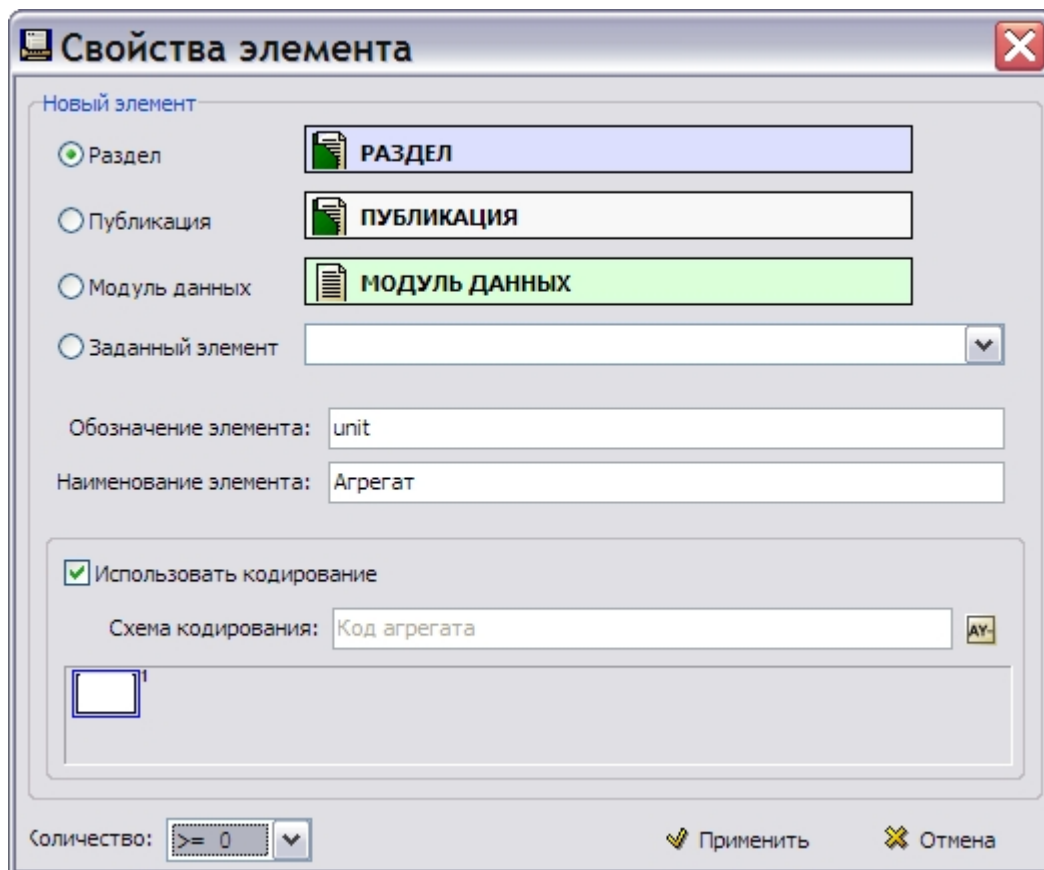 Свойства элемента
Новый элемент
Раздел РАЗДЕЛ
Публикация ПУБЛИКАЦИЯ
Модуль данных МОДУЛЬ ДАННЫХ
Заданный элемент
Обозначение элемента: unit
Наименование элемента: Агрегат
Использовать кодирование
Схема кодирования: Код агрегата AY-
1
Количество: >= 0 Применить Отмена